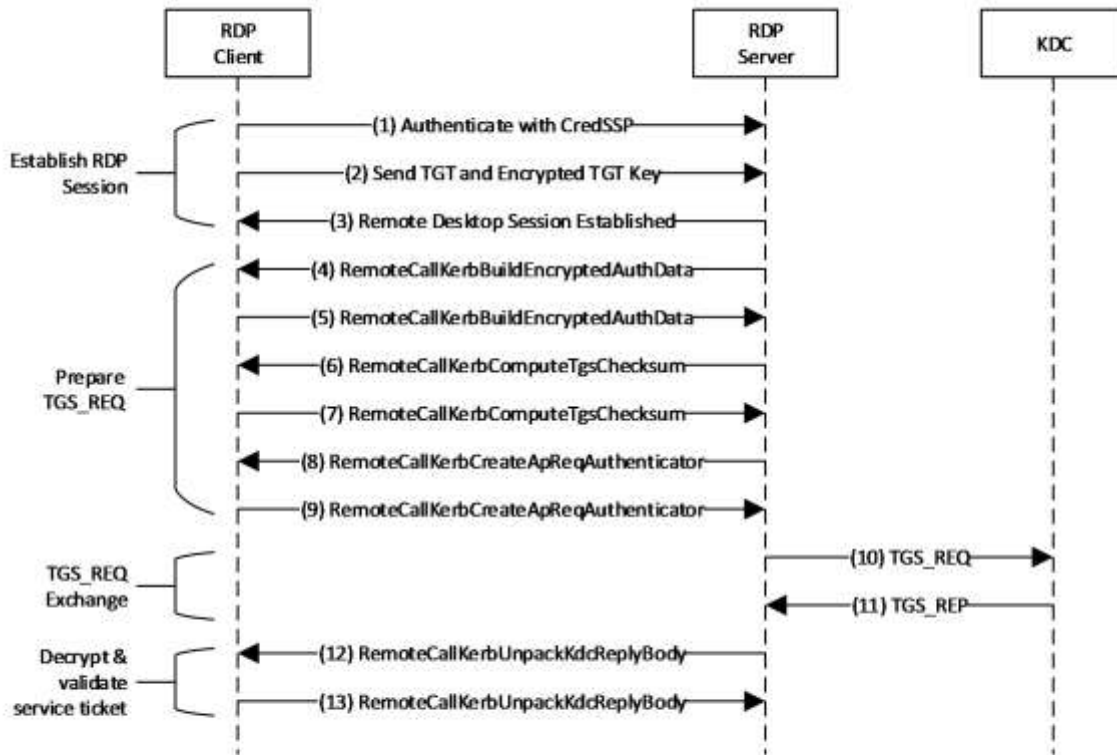 RDP
Client
RDP
Server
KDC
Establish RDP
Session
(1) Authenticate with CredSSP
(2) Send TGT and Encrypted TGT Key
(3) Remote Desktop Session Established
Prepare
TGS_REQ
(4) RemoteCallKerbBuildEncryptedAuthData
(5) RemoteCallKerbBuildEncryptedAuthData
(6) RemoteCallKerbComputeTgsChecksum
(7) RemoteCallKerbComputeTgsChecksum
(8) RemoteCallKerbCreateApReqAuthenticator
(9) RemoteCallKerbCreateApReqAuthenticator
TGS_REQ
Exchange
(10) TGS_REQ
(11) TGS_REP
Decrypt &
validate
service ticket
(12) RemoteCallKerbUnpackKdcReplyBody
(13) RemoteCallKerbUnpackKdcReplyBody